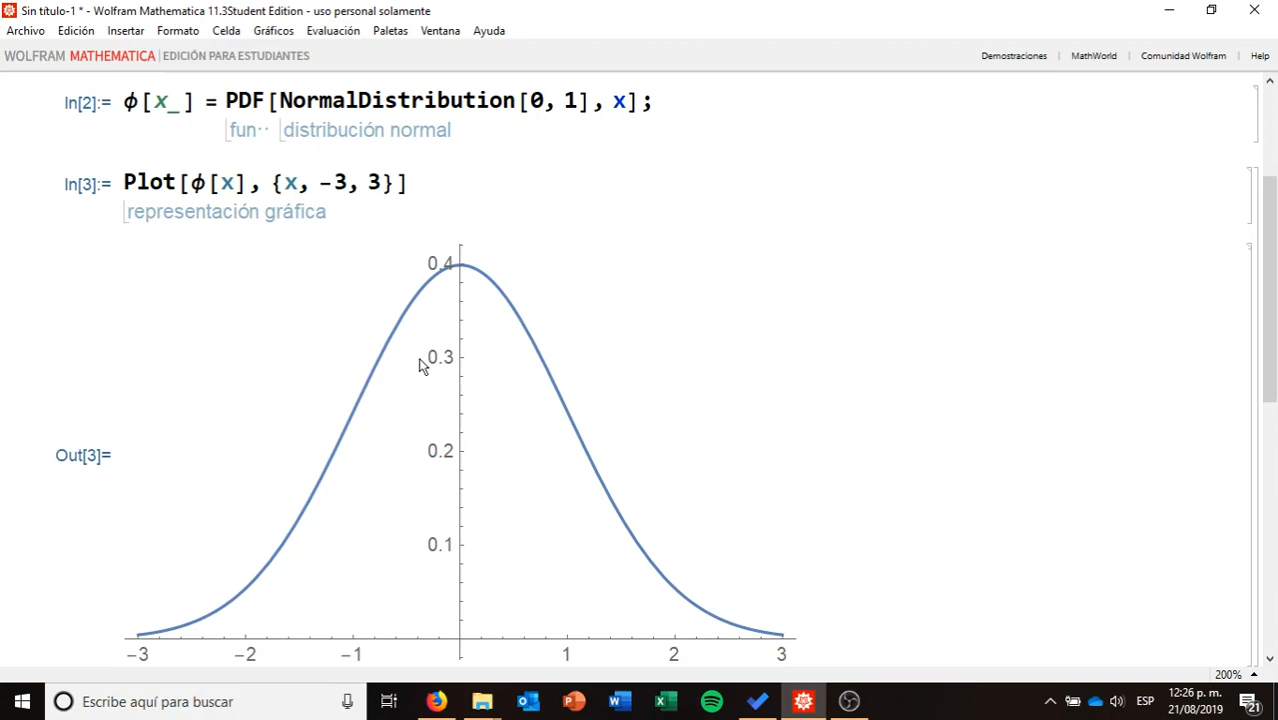 Sin título-1 * - Wolfram Mathematica 11.3Student Edition - uso personal solamente
Archivo Edición Insertar Formato Celda Gráficos Evaluación Paletas Ventana Ayuda
WOLFRAM MATHEMATICA EDICIÓN PARA ESTUDIANTES Demostraciones MathWorld Comunidad Wolfram Help
In[2]:= ϕ[x_] = PDF[NormalDistribution[0, 1], x];
fun·· distribución normal
In[3]:= Plot[ϕ[x], {x, -3, 3}]
representación gráfica
0.4
0.3
0.2
Out[3]=
0.1
-3 -2 -1 1 2 3
200%
Escribe aquí para buscar
ESP
12:26 p. m.
21/08/2019
21